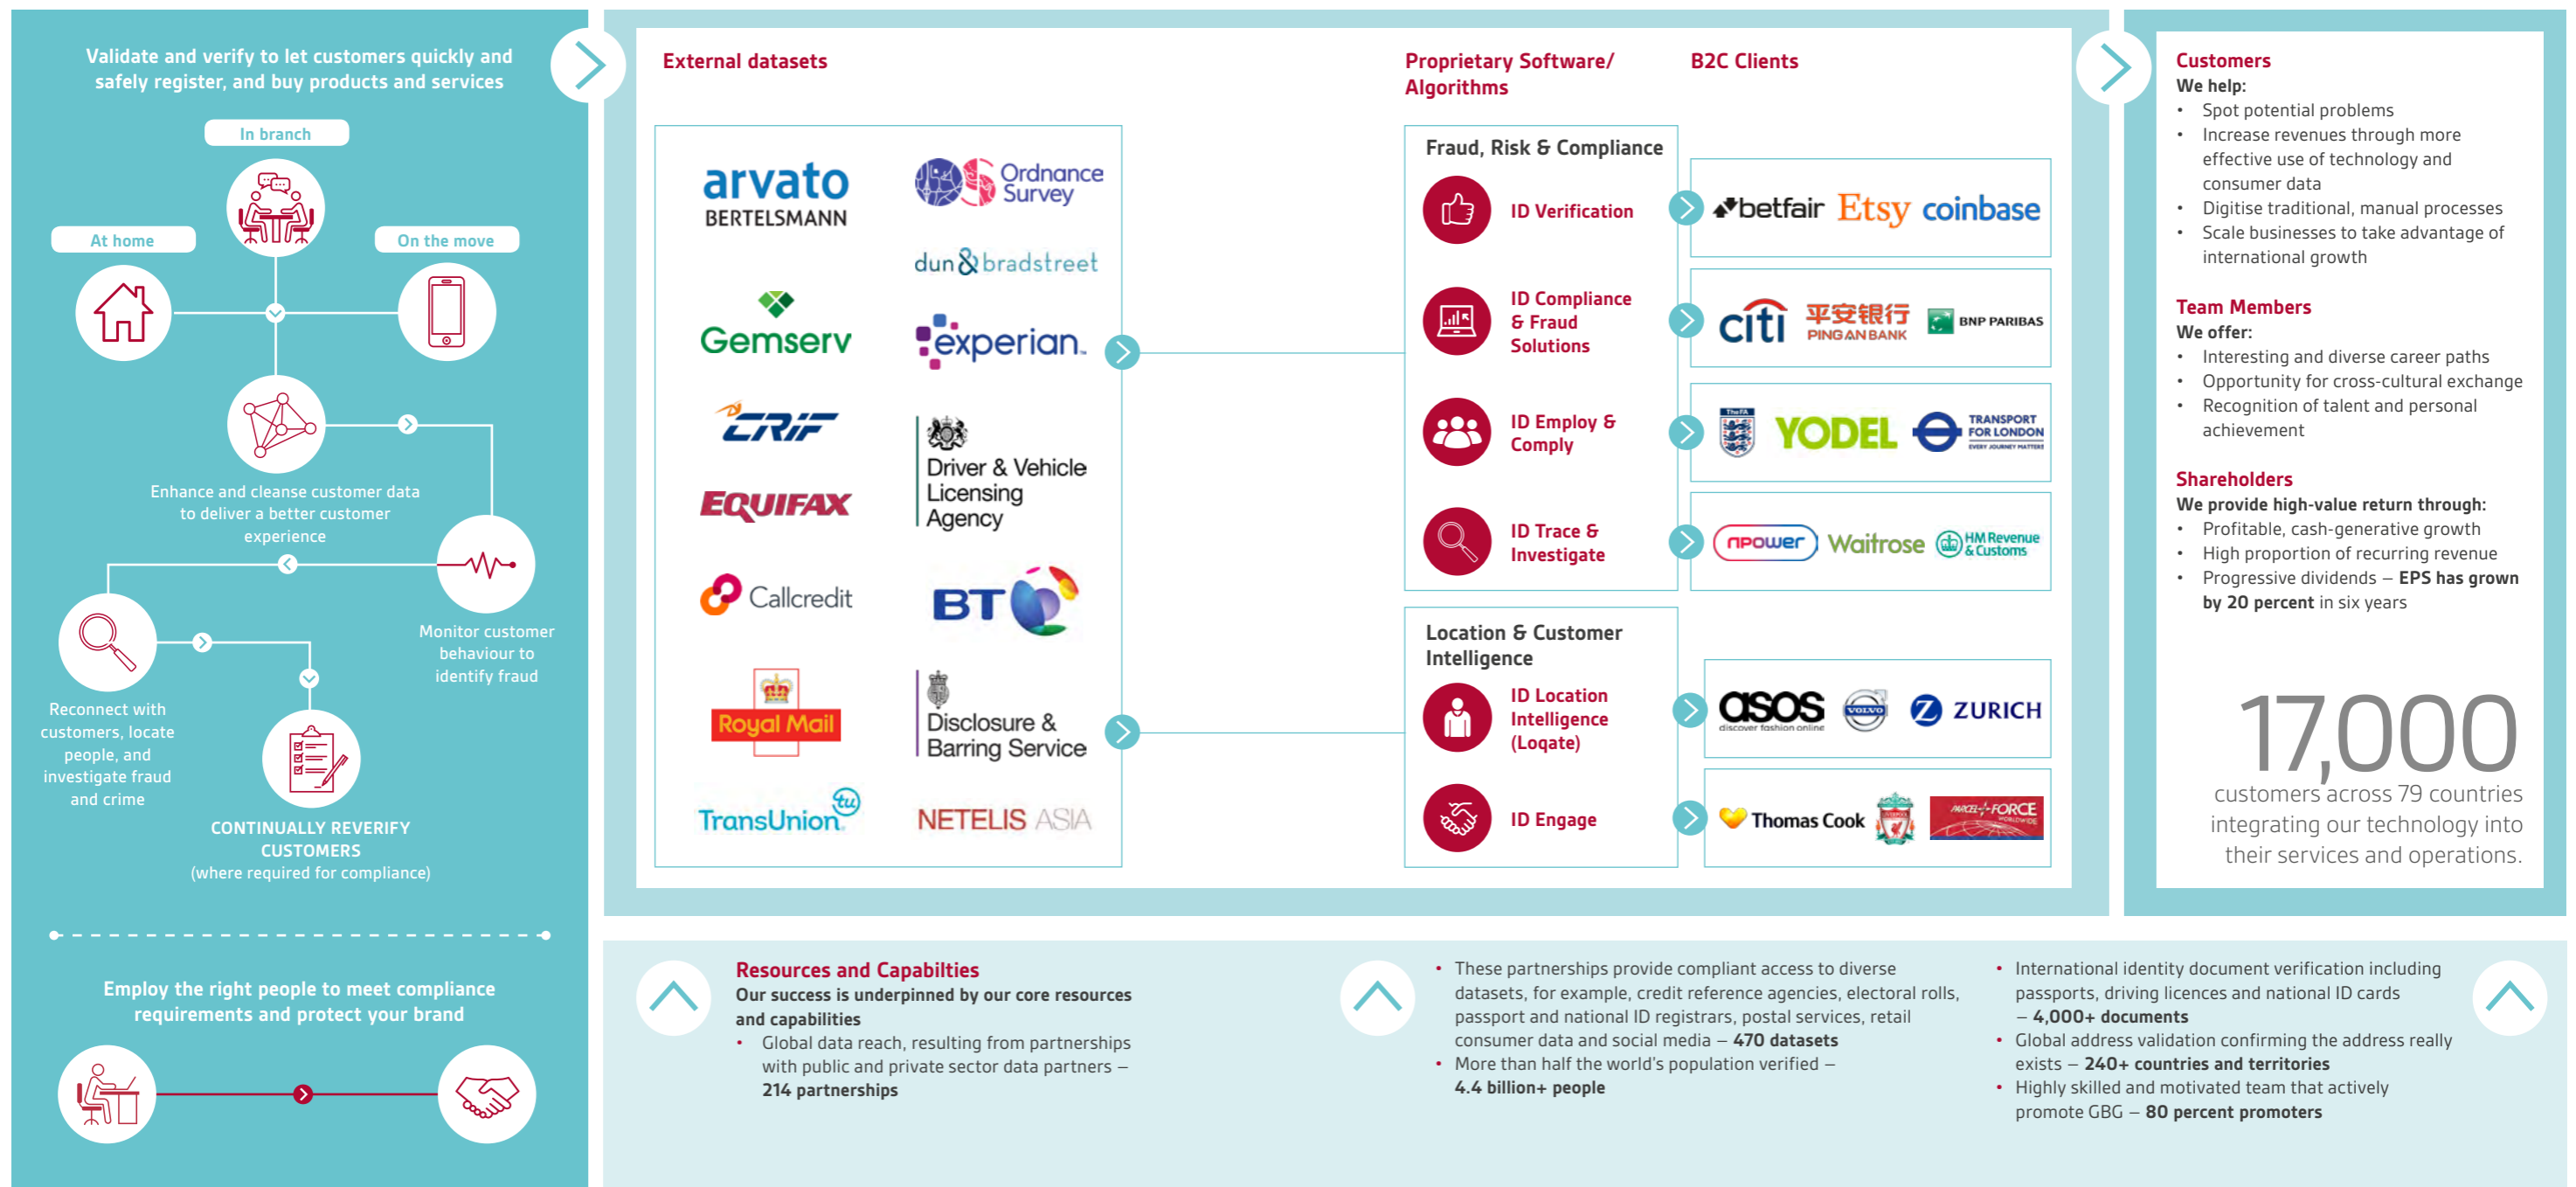 Validate and verify to let customers quickly and
safely register, and buy products and services
In branch
At home
On the move
Enhance and cleanse customer data
to deliver a better customer
experience
Monitor customer
behaviour to
identify fraud
Reconnect with
customers, locate
people, and
investigate fraud
and crime
CONTINUALLY REVERIFY
CUSTOMERS
(where required for compliance)
Employ the right people to meet compliance
requirements and protect your brand
External datasets
arvato
BERTELSMANN
Ordnance
Survey
dun & bradstreet
Gemserv
experian™
CRIF
Driver & Vehicle
Licensing
Agency
EQUIFAX
Callcredit
BT
Royal Mail
Disclosure &
Barring Service
TransUnion
tu
NETELIS ASIA
Proprietary Software/
Algorithms
Fraud, Risk & Compliance
ID Verification
ID Compliance
& Fraud
Solutions
ID Employ &
Comply
ID Trace &
Investigate
Location & Customer
Intelligence
ID Location
Intelligence
(Loqate)
ID Engage
B2C Clients
betfair Etsy coinbase
citi
平安银行
PING AN BANK
BNP PARIBAS
The FA
YODEL
TRANSPORT
FOR LONDON
EVERY JOURNEY MATTERS
npower
Waitrose
HM Revenue
& Customs
asos
discover fashion online
VOLVO
Z ZURICH
Thomas Cook
PARCELFORCE
WORLDWIDE
Customers
We help:
• Spot potential problems
• Increase revenues through more
effective use of technology and
consumer data
• Digitise traditional, manual processes
• Scale businesses to take advantage of
international growth
Team Members
We offer:
• Interesting and diverse career paths
• Opportunity for cross-cultural exchange
• Recognition of talent and personal
achievement
Shareholders
We provide high-value return through:
• Profitable, cash-generative growth
• High proportion of recurring revenue
• Progressive dividends – EPS has grown
by 20 percent in six years
17,000
customers across 79 countries
integrating our technology into
their services and operations.
Resources and Capabilties
Our success is underpinned by our core resources
and capabilities
• Global data reach, resulting from partnerships
with public and private sector data partners –
214 partnerships
• These partnerships provide compliant access to diverse
datasets, for example, credit reference agencies, electoral rolls,
passport and national ID registrars, postal services, retail
consumer data and social media – 470 datasets
• More than half the world's population verified –
4.4 billion+ people
• International identity document verification including
passports, driving licences and national ID cards
– 4,000+ documents
• Global address validation confirming the address really
exists – 240+ countries and territories
• Highly skilled and motivated team that actively
promote GBG – 80 percent promoters